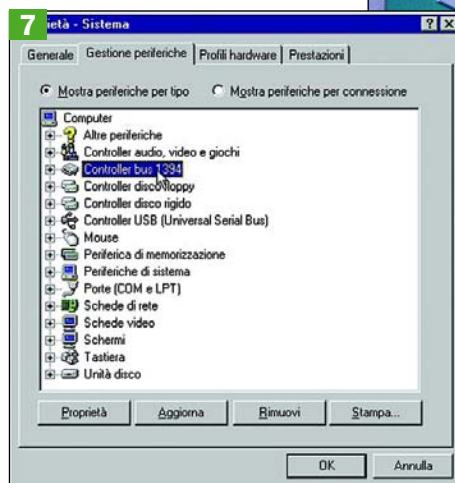 7
ietà - Sistema
Generale Gestione periferiche Profili hardware Prestazioni
Mostra periferiche per tipo Mostra periferiche per connessione
Computer
Altre periferiche
Controller audio, video e giochi
Controller bus 1394
Controller disco floppy
Controller disco rigido
Controller USB (Universal Serial Bus)
Mouse
Periferica di memorizzazione
Periferiche di sistema
Porte (COM e LPT)
Schede di rete
Schede video
Schermi
Tastiera
Unità disco
Proprietà Aggiorna Rimuovi Stampa...
OK Annulla